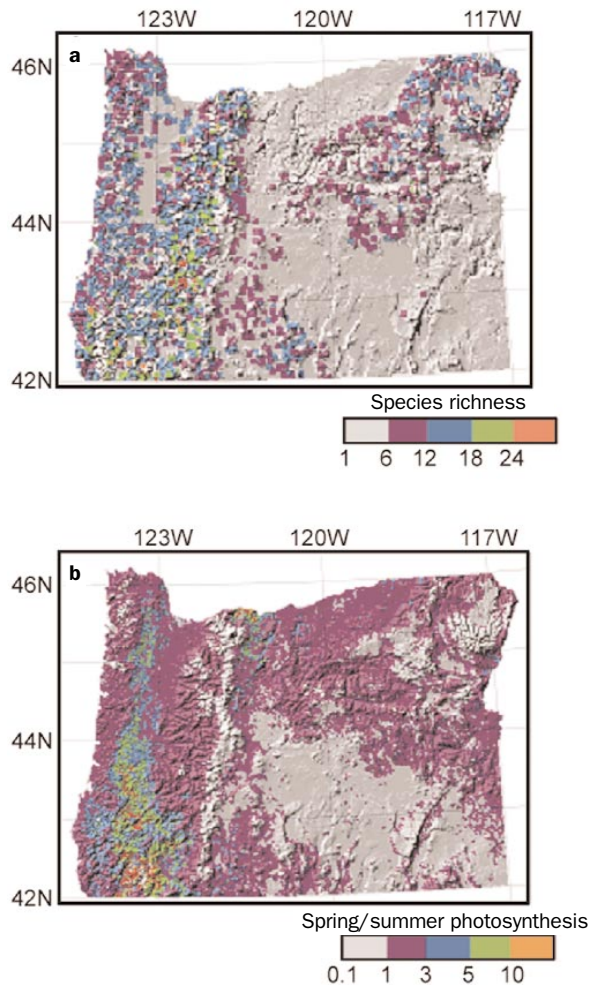 123W 120W 117W
a
46N
44N
42N
Species richness
1 6 12 18 24
123W 120W 117W
b
46N
44N
42N
Spring/summer photosynthesis
0.1 1 3 5 10